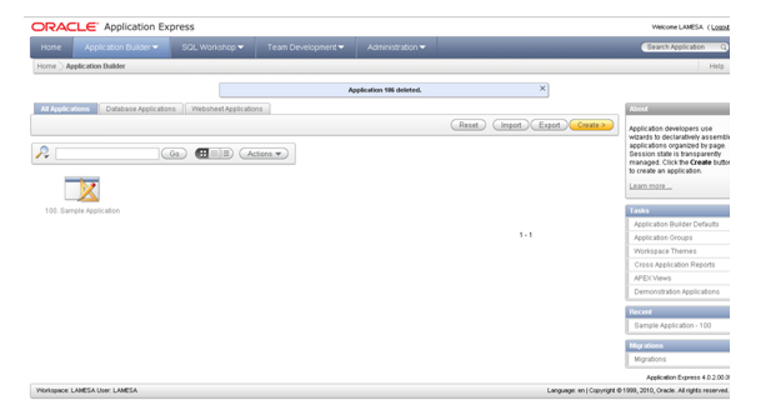 ORACLE Application Express
Welcome LAMESA ( Logout
Home Application Builder SQL Workshop Team Development Administration
Search Application
Home Application Builder
Help
Application 106 deleted.
All Applications Database Applications Websheet Applications
Reset Import Export Create >
Go Actions
100. Sample Application
1 - 1
About
Application developers use
wizards to declaratively assemble
applications organized by page.
Session state is transparently
managed. Click the Create button
to create an application.
Learn more ...
Tasks
Application Builder Defaults
Application Groups
Workspace Themes
Cross Application Reports
APEX Views
Demonstration Applications
Recent
Sample Application - 100
Migrations
Migrations
Application Express 4.0.2.00.0
Workspace: LAMESA User: LAMESA
Language: en | Copyright © 1999, 2010, Oracle. All rights reserved.